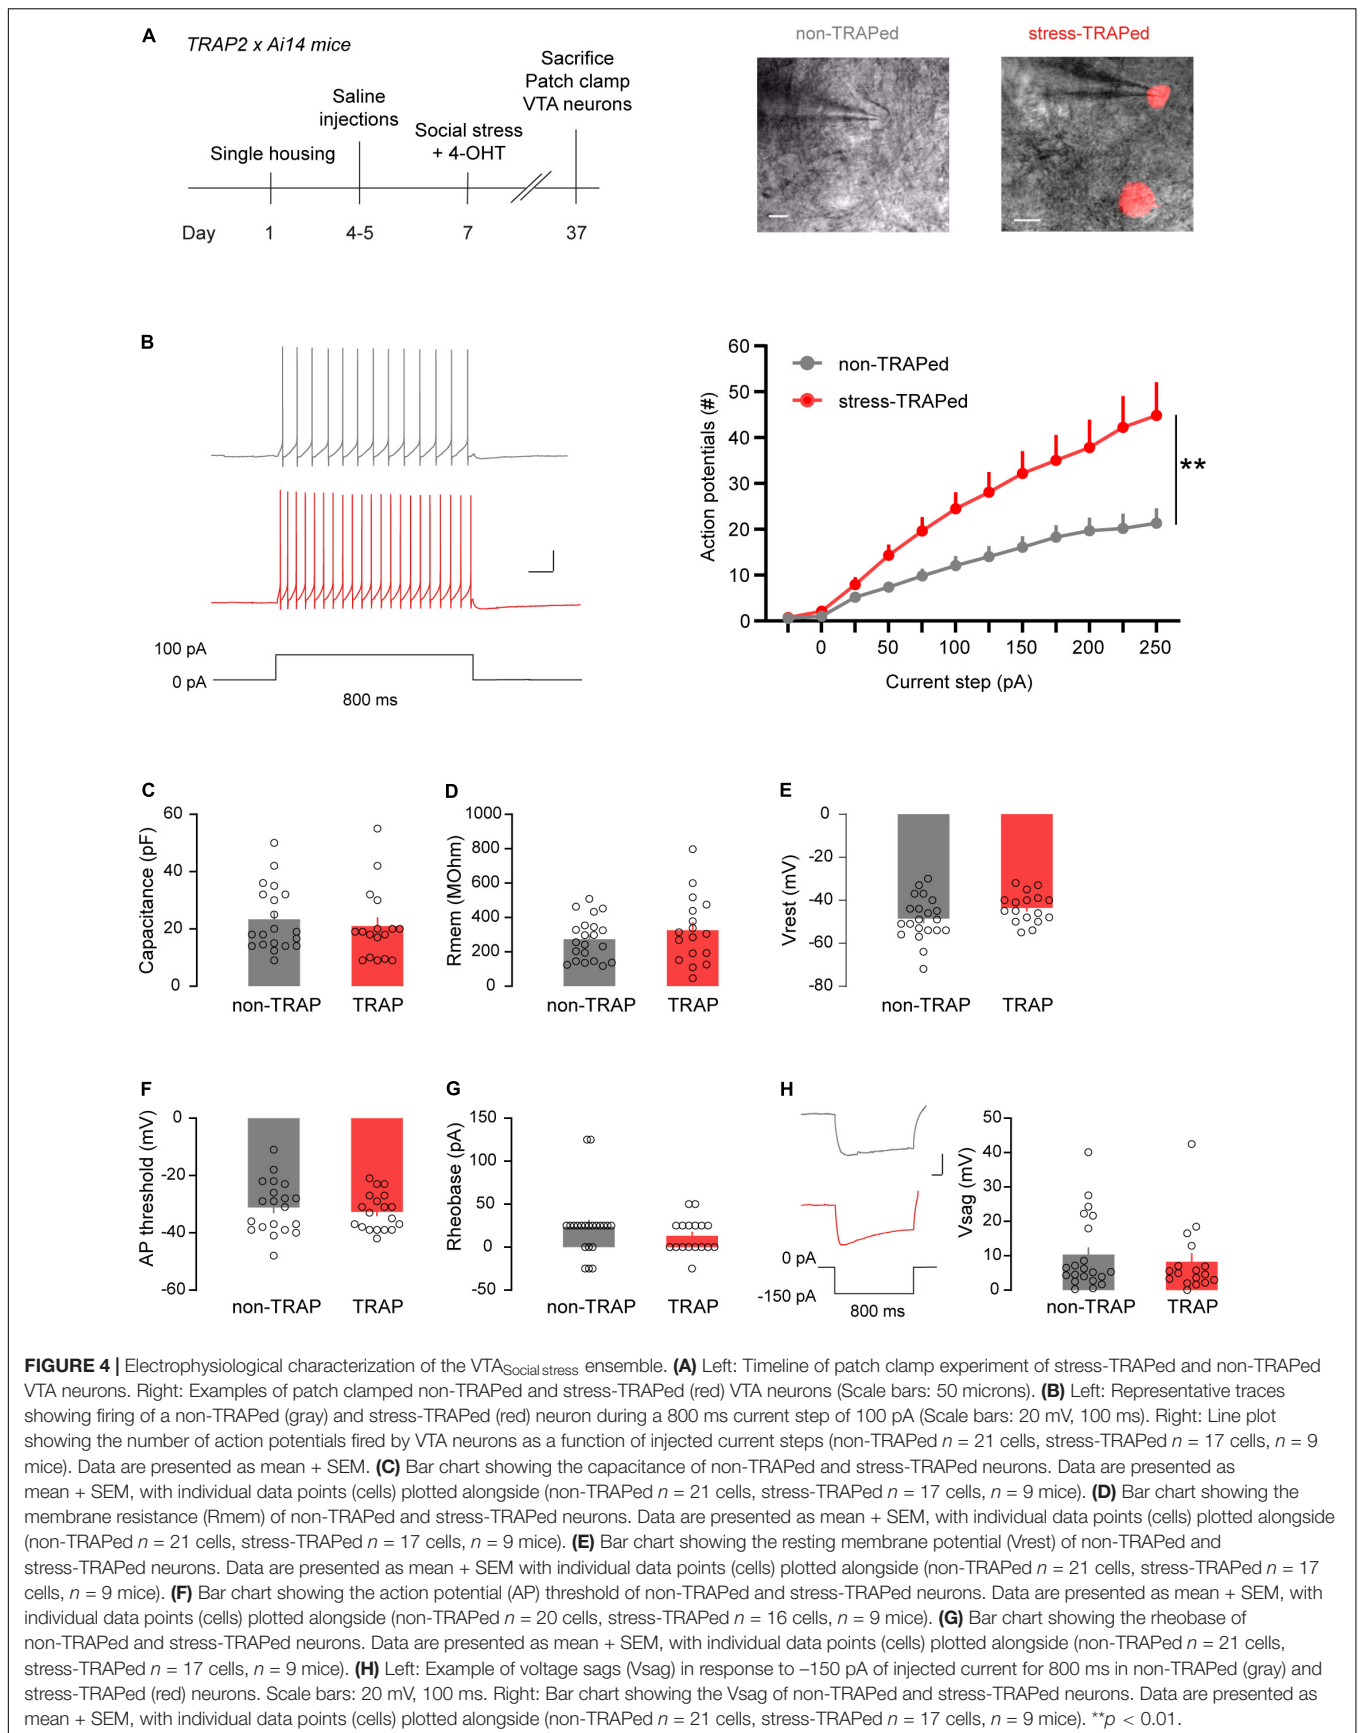 A
TRAP2 x Ai14 mice
Sacrifice
Patch clamp
VTA neurons
Saline
injections
Social stress
+ 4-OHT
Single housing
Day 1 4-5 7 37
non-TRAPed stress-TRAPed
B
100 pA
0 pA
800 ms
60
50
40
30
20
10
0
Action potentials (#)
non-TRAPed
stress-TRAPed
**
0 50 100 150 200 250
Current step (pA)
C
60
40
20
0
Capacitance (pF)
non-TRAP TRAP
D
1000
800
600
400
200
0
Rmem (MOhm)
non-TRAP TRAP
E
0
-20
-40
-60
-80
Vrest (mV)
non-TRAP TRAP
F
0
-20
-40
-60
AP threshold (mV)
non-TRAP TRAP
G
150
100
50
0
-50
Rheobase (pA)
non-TRAP TRAP
H
0 pA
-150 pA
800 ms
50
40
30
20
10
0
Vsag (mV)
non-TRAP TRAP
FIGURE 4 | Electrophysiological characterization of the VTASocial stress ensemble. (A) Left: Timeline of patch clamp experiment of stress-TRAPed and non-TRAPed
VTA neurons. Right: Examples of patch clamped non-TRAPed and stress-TRAPed (red) VTA neurons (Scale bars: 50 microns). (B) Left: Representative traces
showing firing of a non-TRAPed (gray) and stress-TRAPed (red) neuron during a 800 ms current step of 100 pA (Scale bars: 20 mV, 100 ms). Right: Line plot
showing the number of action potentials fired by VTA neurons as a function of injected current steps (non-TRAPed n = 21 cells, stress-TRAPed n = 17 cells, n = 9
mice). Data are presented as mean + SEM. (C) Bar chart showing the capacitance of non-TRAPed and stress-TRAPed neurons. Data are presented as
mean + SEM, with individual data points (cells) plotted alongside (non-TRAPed n = 21 cells, stress-TRAPed n = 17 cells, n = 9 mice). (D) Bar chart showing the
membrane resistance (Rmem) of non-TRAPed and stress-TRAPed neurons. Data are presented as mean + SEM, with individual data points (cells) plotted alongside
(non-TRAPed n = 21 cells, stress-TRAPed n = 17 cells, n = 9 mice). (E) Bar chart showing the resting membrane potential (Vrest) of non-TRAPed and
stress-TRAPed neurons. Data are presented as mean + SEM with individual data points (cells) plotted alongside (non-TRAPed n = 21 cells, stress-TRAPed n = 17
cells, n = 9 mice). (F) Bar chart showing the action potential (AP) threshold of non-TRAPed and stress-TRAPed neurons. Data are presented as mean + SEM, with
individual data points (cells) plotted alongside (non-TRAPed n = 20 cells, stress-TRAPed n = 16 cells, n = 9 mice). (G) Bar chart showing the rheobase of
non-TRAPed and stress-TRAPed neurons. Data are presented as mean + SEM, with individual data points (cells) plotted alongside (non-TRAPed n = 21 cells,
stress-TRAPed n = 17 cells, n = 9 mice). (H) Left: Example of voltage sags (Vsag) in response to –150 pA of injected current for 800 ms in non-TRAPed (gray) and
stress-TRAPed (red) neurons. Scale bars: 20 mV, 100 ms. Right: Bar chart showing the Vsag of non-TRAPed and stress-TRAPed neurons. Data are presented as
mean + SEM, with individual data points (cells) plotted alongside (non-TRAPed n = 21 cells, stress-TRAPed n = 17 cells, n = 9 mice). **p < 0.01.